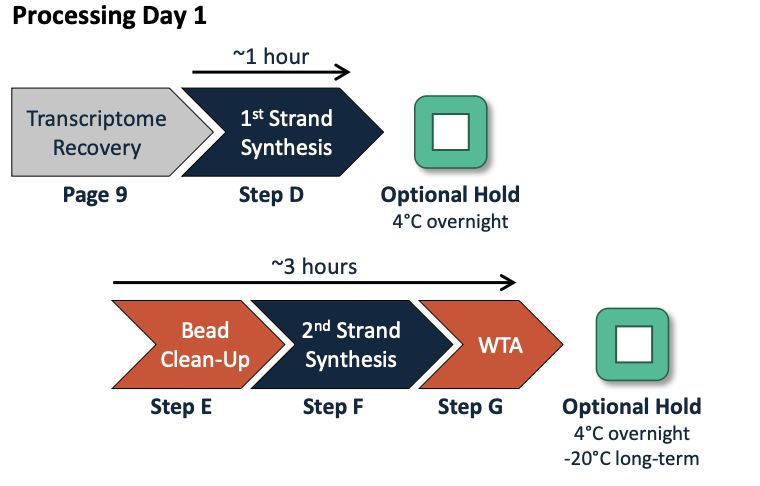 Processing Day 1
~1 hour
Transcriptome
Recovery
1st Strand
Synthesis
Page 9
Step D
Optional Hold
4°C overnight
~3 hours
Bead
Clean-Up
2nd Strand
Synthesis
WTA
Step E
Step F
Step G
Optional Hold
4°C overnight
-20°C long-term